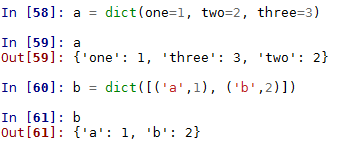 In [58]: a = dict(one=1, two=2, three=3)
In [59]: a
Out[59]: {'one': 1, 'three': 3, 'two': 2}
In [60]: b = dict([('a',1), ('b',2)])
In [61]: b
Out[61]: {'a': 1, 'b': 2}